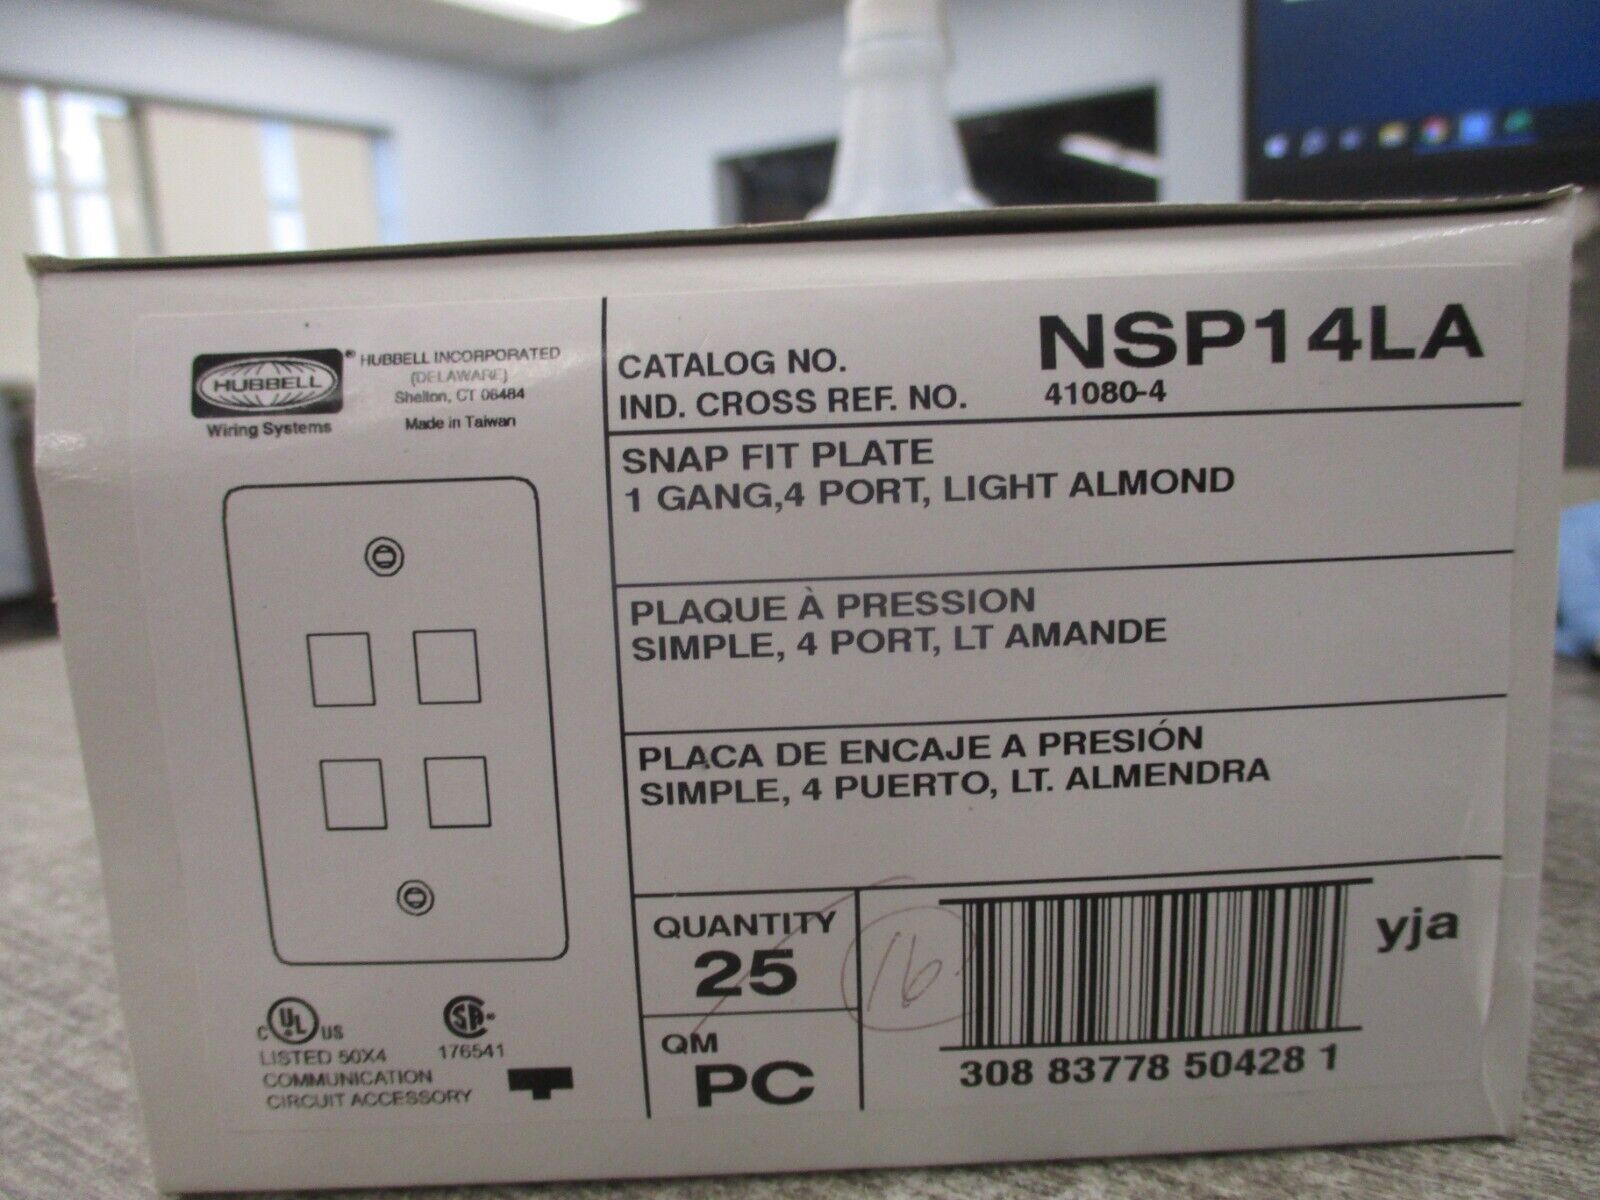 HUBBELL
®
HUBBELL INCORPORATED
(DELAWARE)
Shelton, CT 06484
Wiring Systems
Made in Taiwan
CATALOG NO. NSP14LA
IND. CROSS REF. NO. 41080-4
SNAP FIT PLATE
1 GANG,4 PORT, LIGHT ALMOND
PLAQUE À PRESSION
SIMPLE, 4 PORT, LT AMANDE
PLACA DE ENCAJE A PRESIÓN
SIMPLE, 4 PUERTO, LT. ALMENDRA
QUANTITY
25
16
QM
PC
yja
308 83778 50428 1
C UL US
LISTED 50X4
COMMUNICATION
CIRCUIT ACCESSORY
SA ®
176541